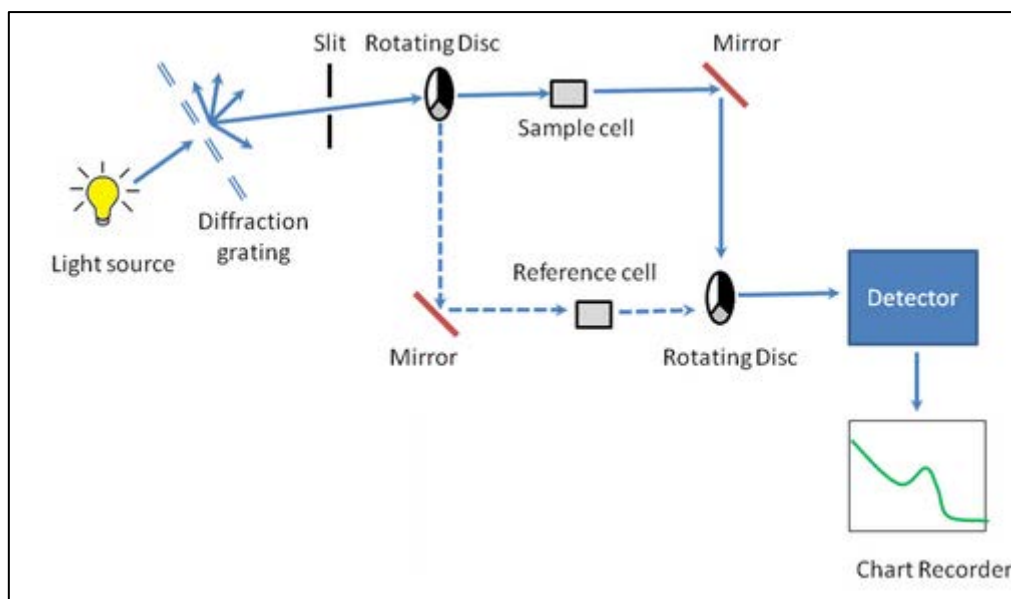 Slit
Rotating Disc
Mirror
Sample cell
Diffraction
grating
Light source
Reference cell
Detector
Mirror
Rotating Disc
Chart Recorder